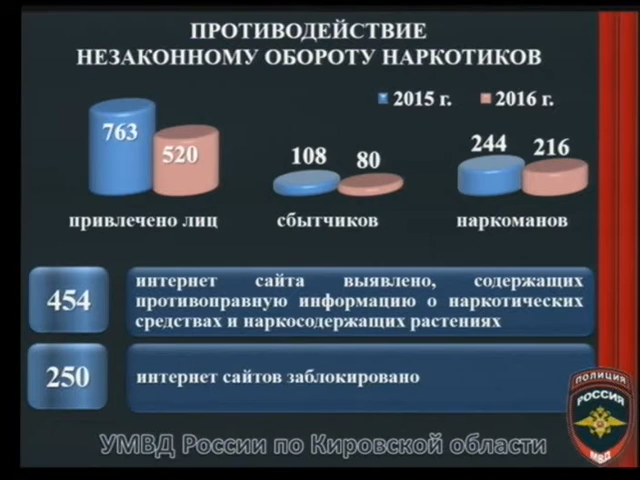 ПРОТИВОДЕЙСТВИЕ
НЕЗАКОННОМУ ОБОРОТУ НАРКОТИКОВ
2015 г. 2016 г.
763 520 108 80 244 216
привлечено лиц сбытчиков наркоманов
454
интернет сайта выявлено, содержащих
противоправную информацию о наркотических
средствах и наркосодержащих растениях
250
интернет сайтов заблокировано
УМВД России по Кировской области
ПОЛИЦИЯ
РОССИЯ
МВД